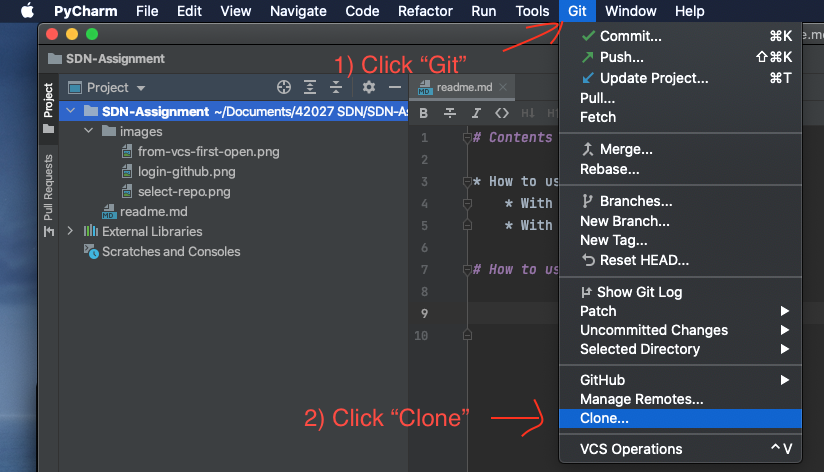 PyCharm File Edit View Navigate Code Refactor Run Tools Git Window Help
SDN-Assignment
1) Click “Git”
Project
Project
Pull Requests
SDN-Assignment ~/Documents/42027 SDN/SDN-As
images
from-vcs-first-open.png
login-github.png
select-repo.png
readme.md
External Libraries
Scratches and Consoles
readme.md
B I <> H↓
1 # Contents
2
3 * How to us
4 * With
5 * With
6
7 # How to us
8
9
10
Commit... ⌘K
Push... ⇧⌘K
Update Project... ⌘T
Pull...
Fetch
Merge...
Rebase...
Branches...
New Branch...
New Tag...
Reset HEAD...
Show Git Log
Patch
Uncommitted Changes
Selected Directory
GitHub
Manage Remotes...
2) Click “Clone”
Clone...
VCS Operations ^V